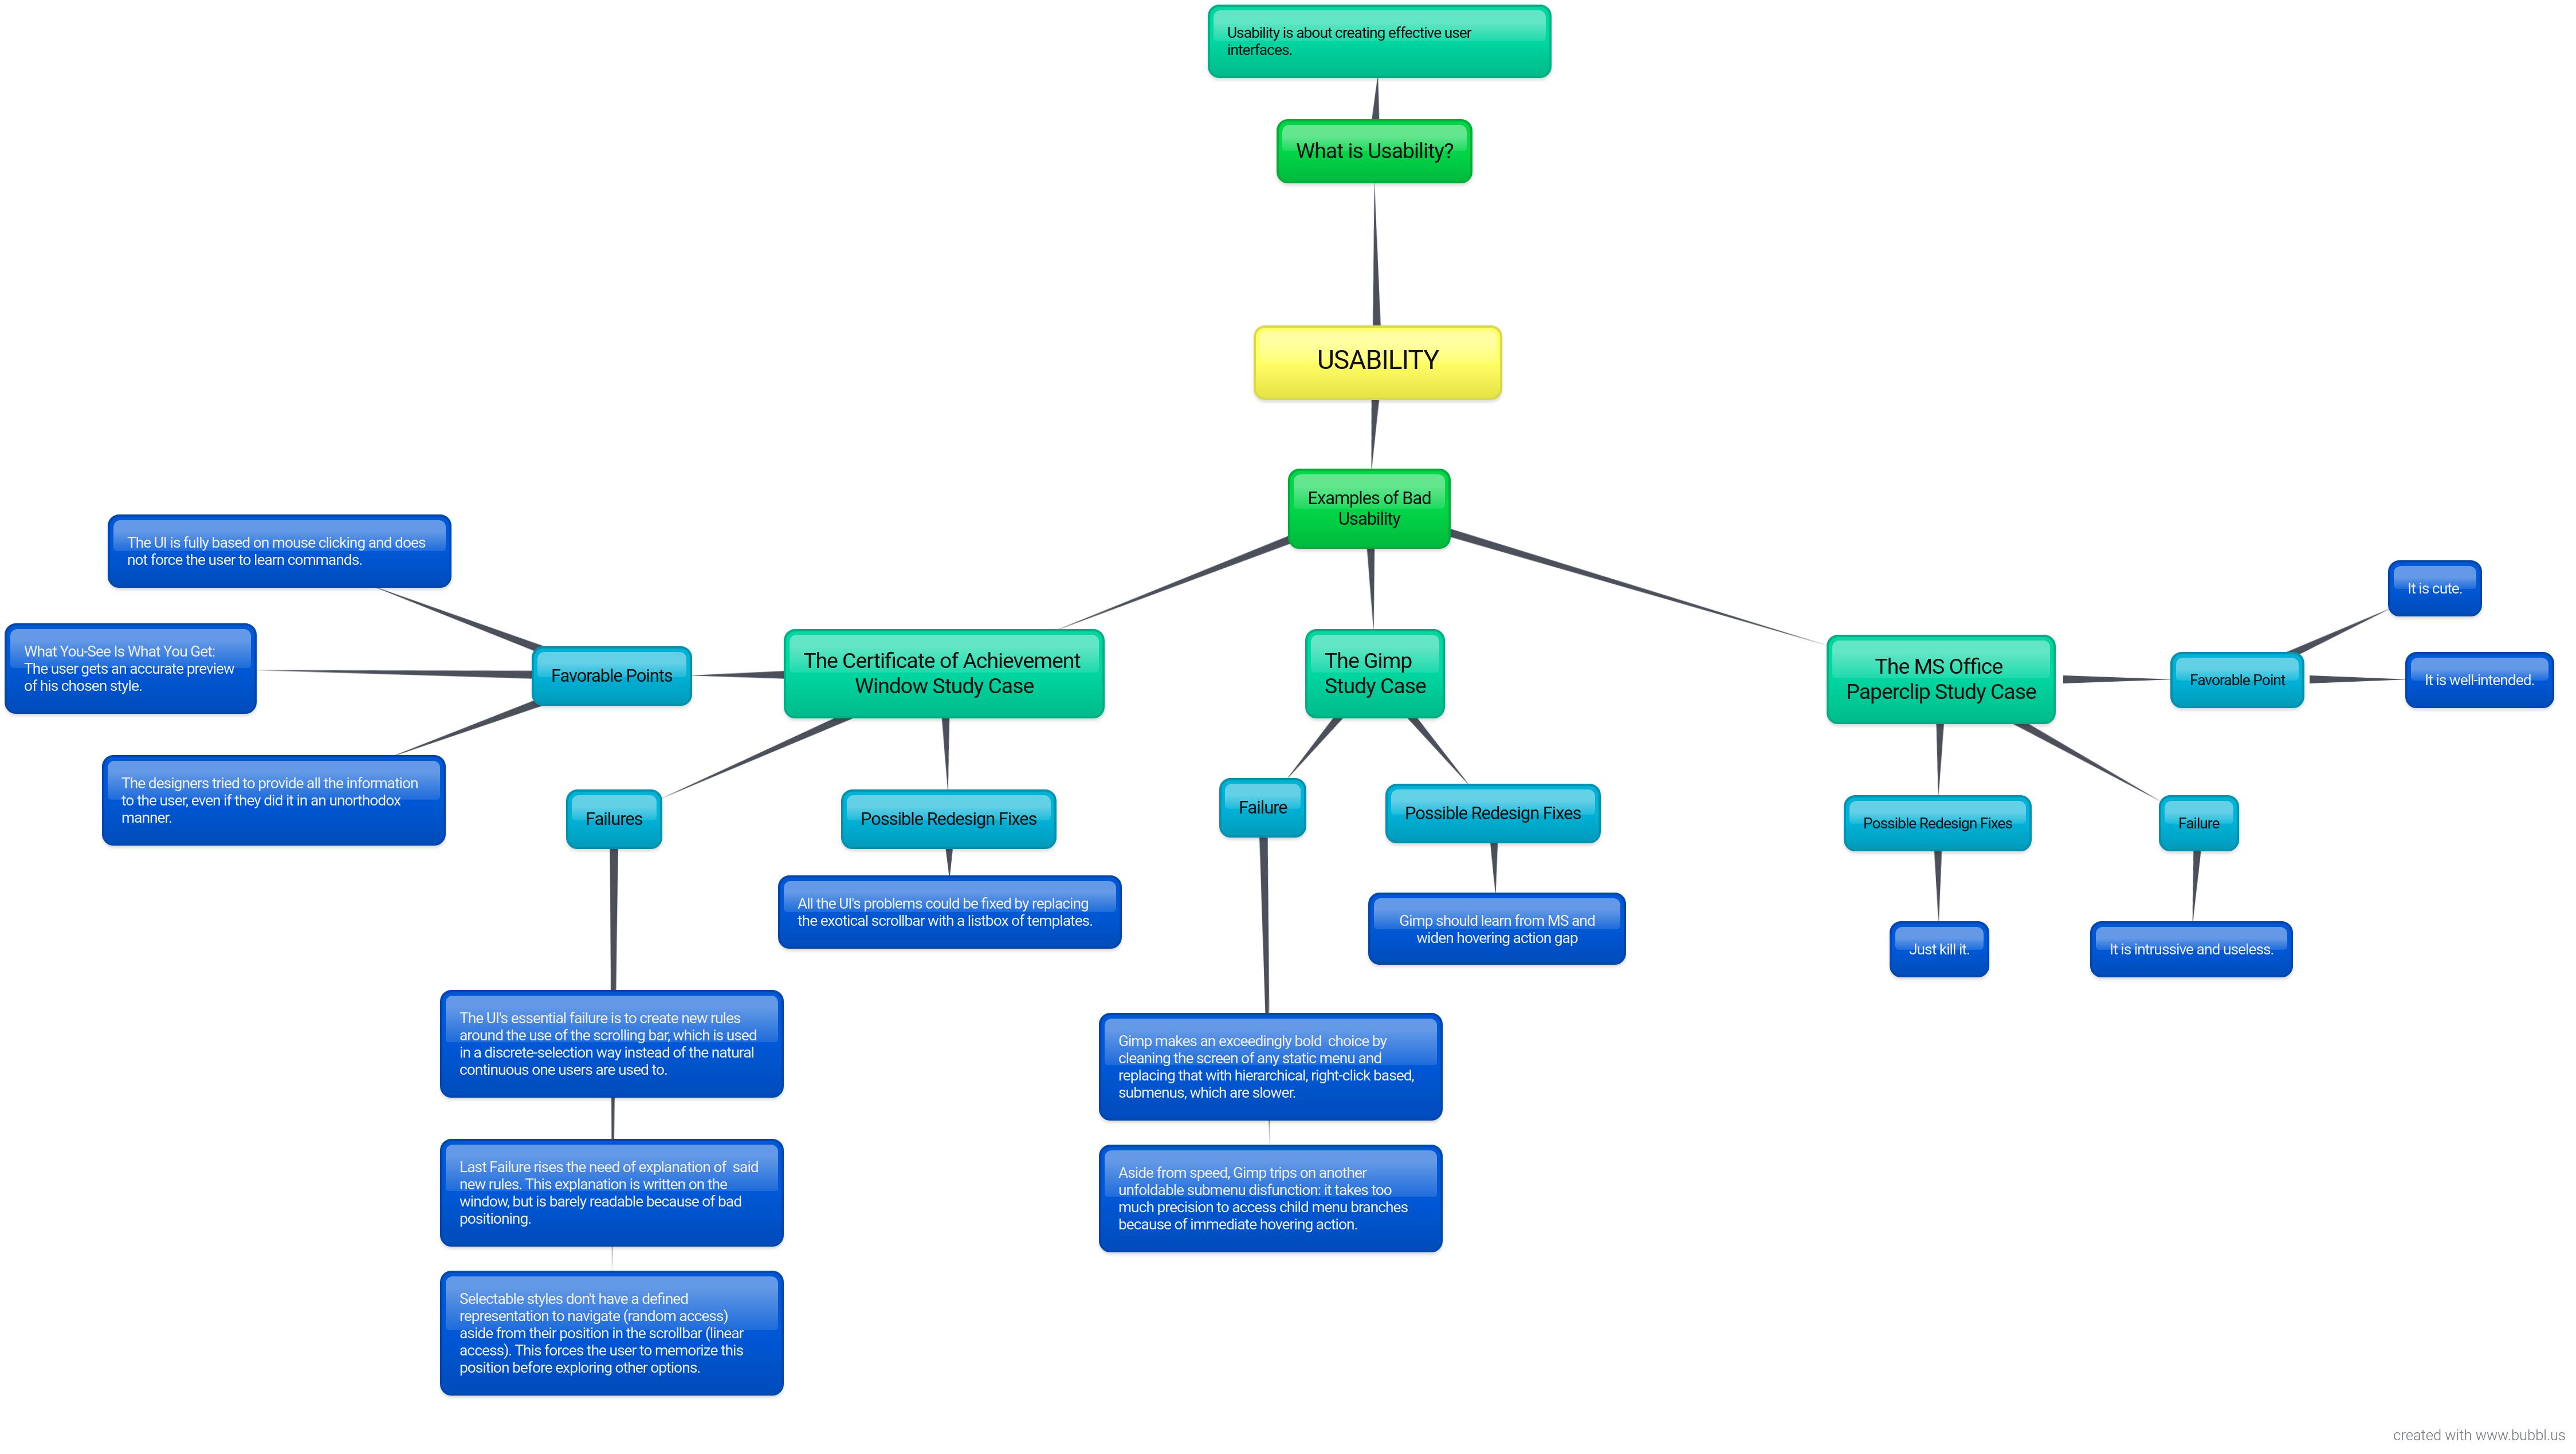 Usability is about creating effective user
interfaces.
What is Usability?
USABILITY
Examples of Bad
Usability
The UI is fully based on mouse clicking and does
not force the user to learn commands.
What You-See Is What You Get:
The user gets an accurate preview
of his chosen style.
The designers tried to provide all the information
to the user, even if they did it in an unorthodox
manner.
Favorable Points
The Certificate of Achievement
Window Study Case
Failures
Possible Redesign Fixes
All the UI's problems could be fixed by replacing
the exotical scrollbar with a listbox of templates.
The UI's essential failure is to create new rules
around the use of the scrolling bar, which is used
in a discrete-selection way instead of the natural
continuous one users are used to.
Last Failure rises the need of explanation of  said
new rules. This explanation is written on the
window, but is barely readable because of bad
positioning.
Selectable styles don't have a defined
representation to navigate (random access)
aside from their position in the scrollbar (linear
access). This forces the user to memorize this
position before exploring other options.
The Gimp
Study Case
Failure
Possible Redesign Fixes
Gimp should learn from MS and
widen hovering action gap
Gimp makes an exceedingly bold  choice by
cleaning the screen of any static menu and
replacing that with hierarchical, right-click based,
submenus, which are slower.
Aside from speed, Gimp trips on another
unfoldable submenu disfunction: it takes too
much precision to access child menu branches
because of immediate hovering action.
The MS Office
Paperclip Study Case
Favorable Point
It is cute.
It is well-intended.
Possible Redesign Fixes
Failure
Just kill it.
It is intrussive and useless.
created with www.bubbl.us